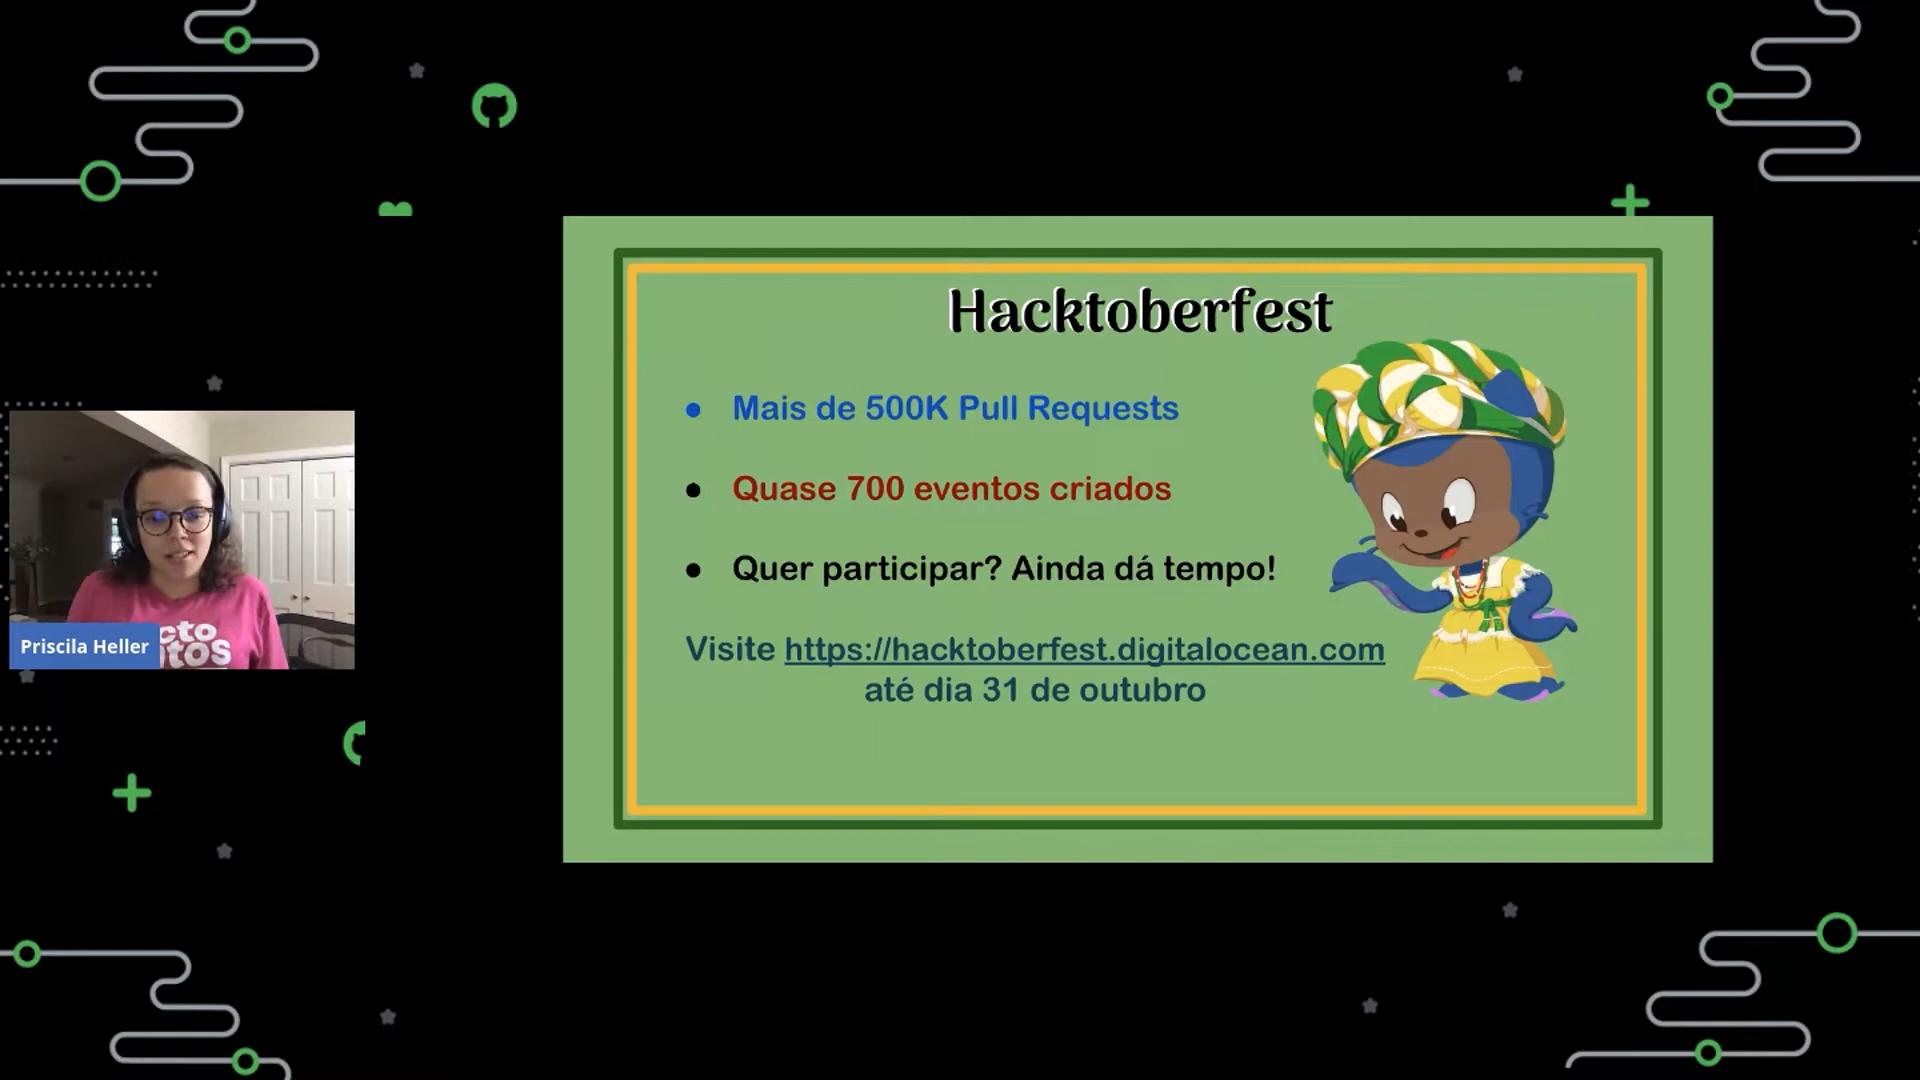 Hacktoberfest
Mais de 500K Pull Requests
Quase 700 eventos criados
Quer participar? Ainda dá tempo!
Visite https://hacktoberfest.digitalocean.com
até dia 31 de outubro
Priscila Heller